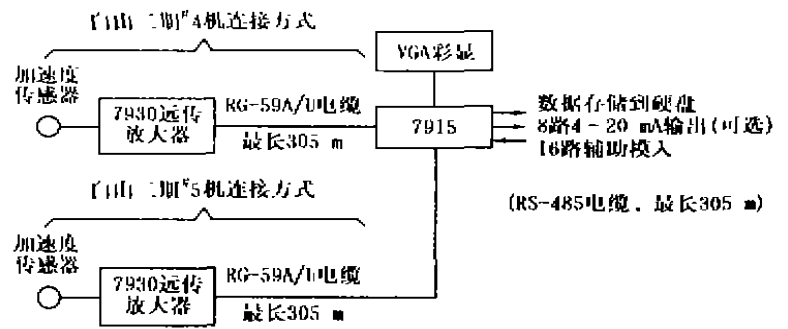 二期#4机连接方式
VGA彩显
加速度
传感器
7930远传
放大器
RG-59A/U电缆
最长305 m
7915
数据存储到硬盘
8路4-20 mA输出(可选)
16路辅助模入
二期#5机连接方式
(RS-485电缆，最长305 m)
加速度
传感器
7930远传
放大器
RG-59A/U电缆
最长305 m